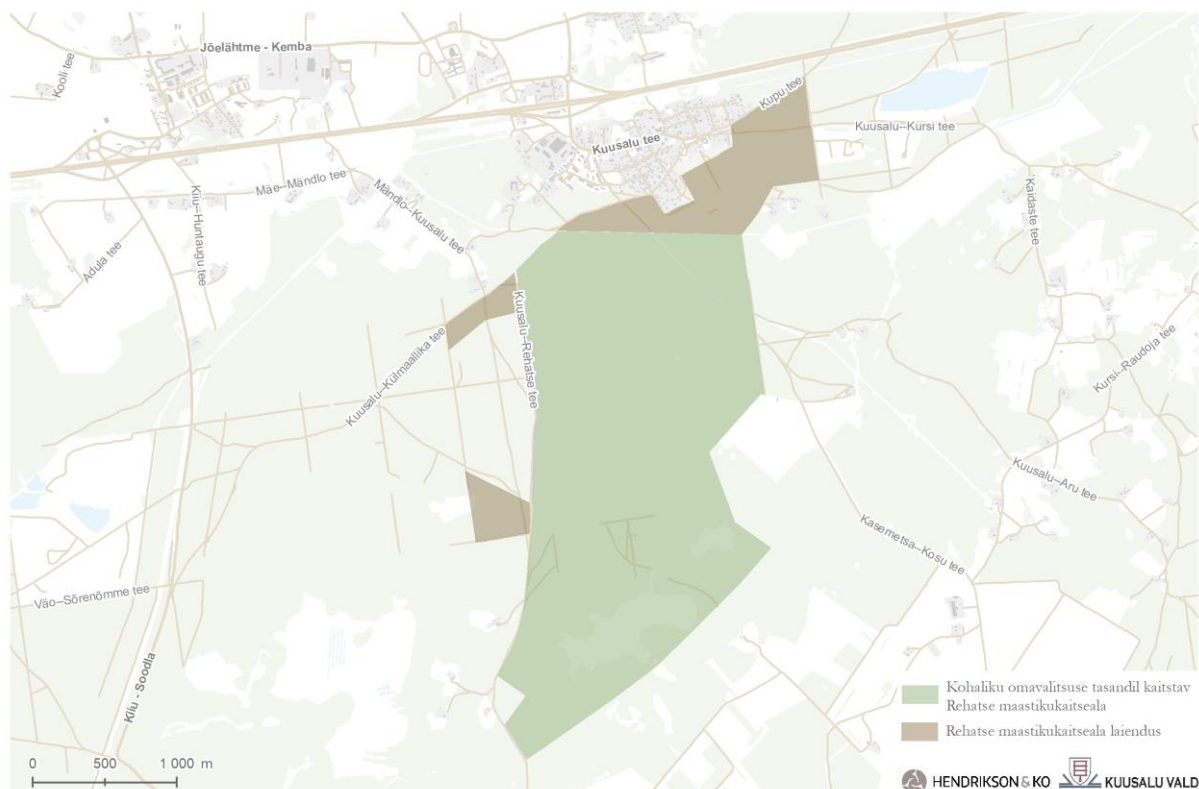 Jõelähtme - Kemba
Kooli tee
Kupu tee
Kuusalu tee
Kuusalu–Kursi tee
Mäe–Mändlo tee
Mändlo–Kuusalu tee
Kiiu–Huntaugu tee
Kaidaste tee
Adula tee
Kuusalu–Rehatse tee
Kuusalu–Külmaallika tee
Kursi–Raudoja tee
Kuusalu–Aru tee
Kasemetsa–Kosu tee
Väo–Sõrenõmme tee
Kiiu - Soodla
Kohaliku omavalitsuse tasandil kaitstav
Rehatse maastikukaitseala
Rehatse maastikukaitseala laiendus
0 500 1 000 m
HENDRIKSON & KO
KUUSALU VALD